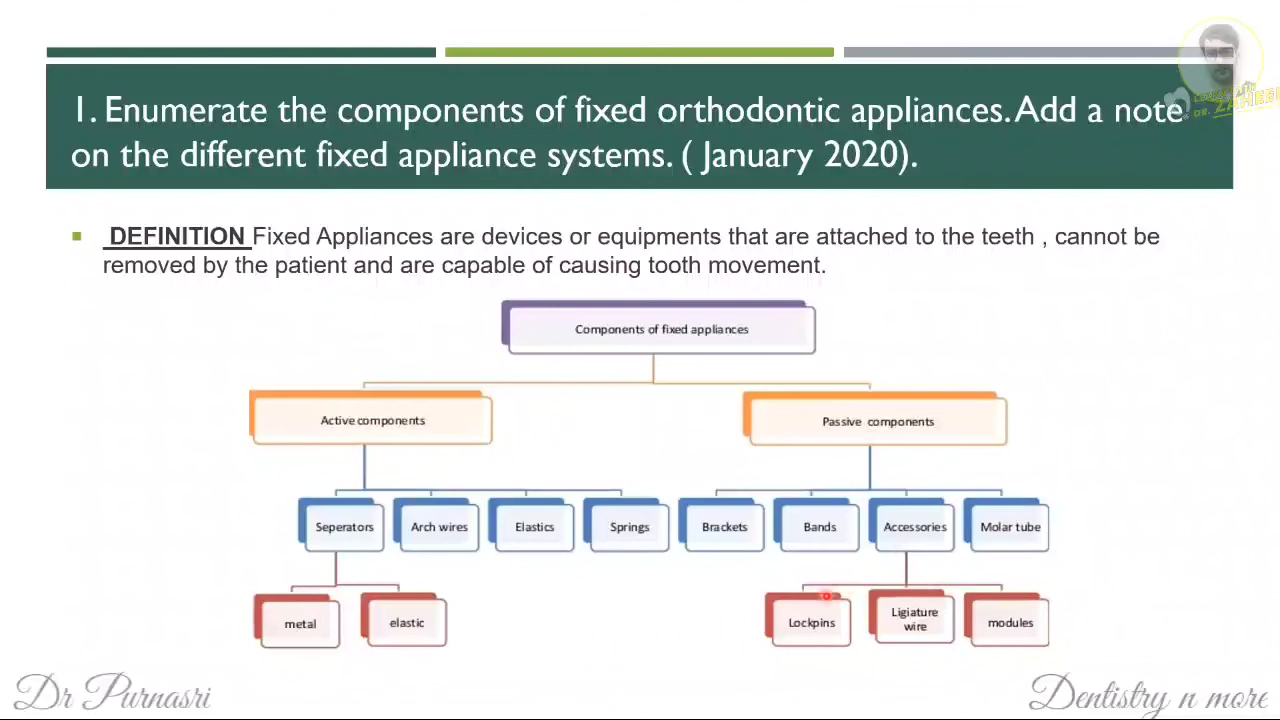 1. Enumerate the components of fixed orthodontic appliances. Add a note
on the different fixed appliance systems. ( January 2020).
DEFINITION Fixed Appliances are devices or equipments that are attached to the teeth , cannot be
removed by the patient and are capable of causing tooth movement.
Components of fixed appliances
Active components
Passive components
Seperators
Arch wires
Elastics
Springs
Brackets
Bands
Accessories
Molar tube
metal
elastic
Lockpins
Ligiature
wire
modules
Dr Purnasri
Dentistry n more